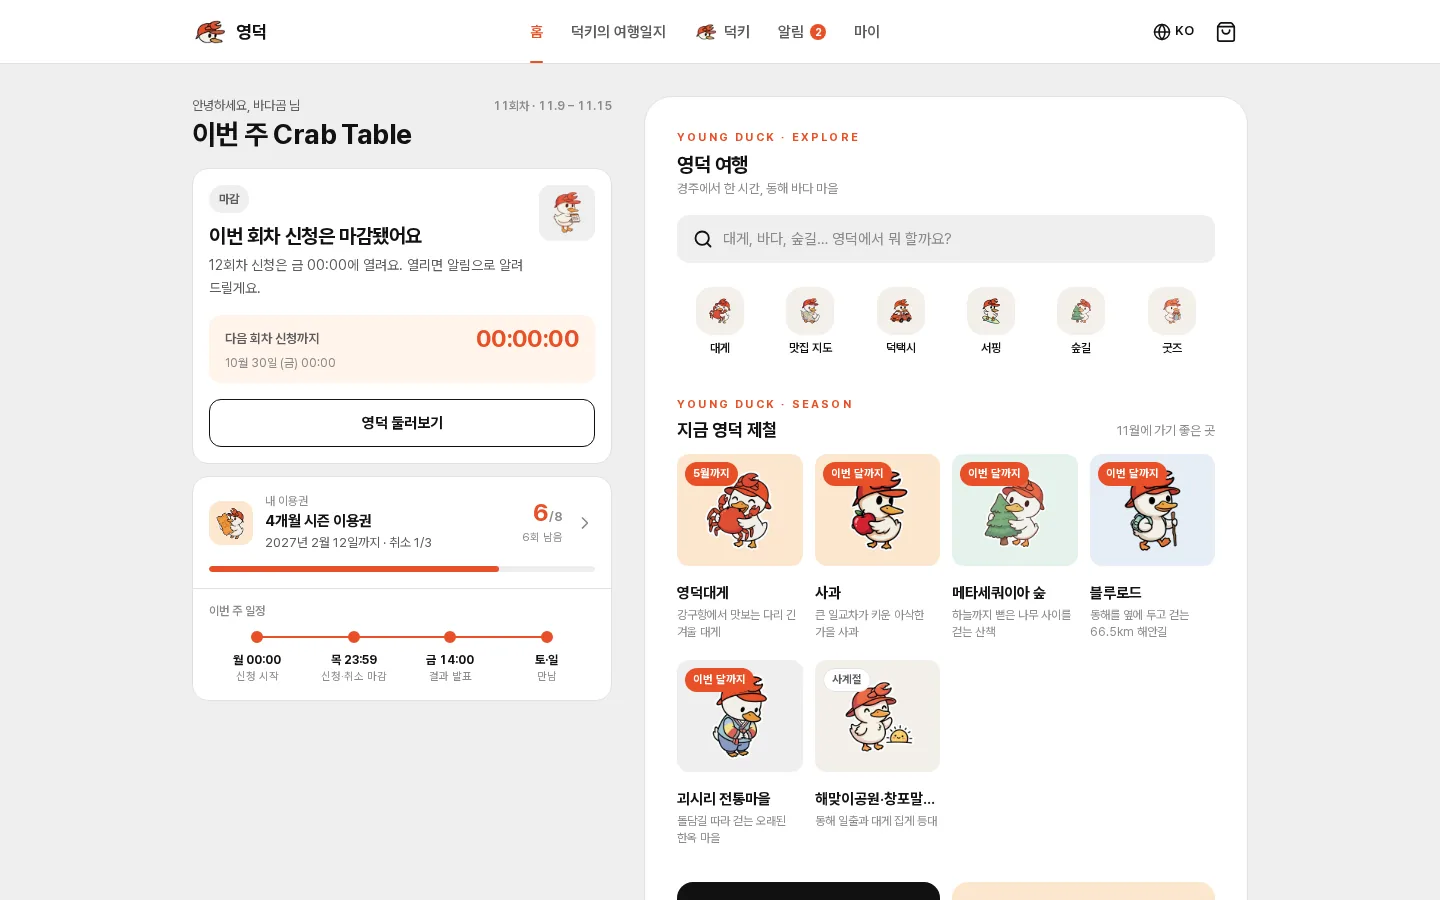 영덕
홈
덕키의 여행일지
덕키
알림 2
마이
KO
안녕하세요, 바다곰 님
11회차 · 11.9 – 11.15
이번 주 Crab Table
마감
이번 회차 신청은 마감됐어요
12회차 신청은 금 00:00에 열려요. 열리면 알림으로 알려
드릴게요.
다음 회차 신청까지
00:00:00
10월 30일 (금) 00:00
영덕 둘러보기
내 이용권
4개월 시즌 이용권
2027년 2월 12일까지 · 취소 1/3
6/8
6회 남음
이번 주 일정
월 00:00
목 23:59
금 14:00
토·일
신청 시작
신청·취소 마감
결과 발표
만남
YOUNG DUCK · EXPLORE
영덕 여행
경주에서 한 시간, 동해 바다 마을
대게, 바다, 숲길... 영덕에서 뭐 할까요?
대게
맛집 지도
덕택시
서핑
숲길
굿즈
YOUNG DUCK · SEASON
지금 영덕 제철
11월에 가기 좋은 곳
5월까지
이번 달까지
이번 달까지
이번 달까지
영덕대게
강구항에서 맛보는 다리 긴
겨울 대게
사과
큰 일교차가 키운 아삭한
가을 사과
메타세쿼이아 숲
하늘까지 뻗은 나무 사이를
걷는 산책
블루로드
동해를 옆에 두고 걷는
66.5km 해안길
이번 달까지
사계절
괴시리 전통마을
돌담길 따라 걷는 오래된
한옥 마을
해맞이공원·창포말...
동해 일출과 대게 집게 등대